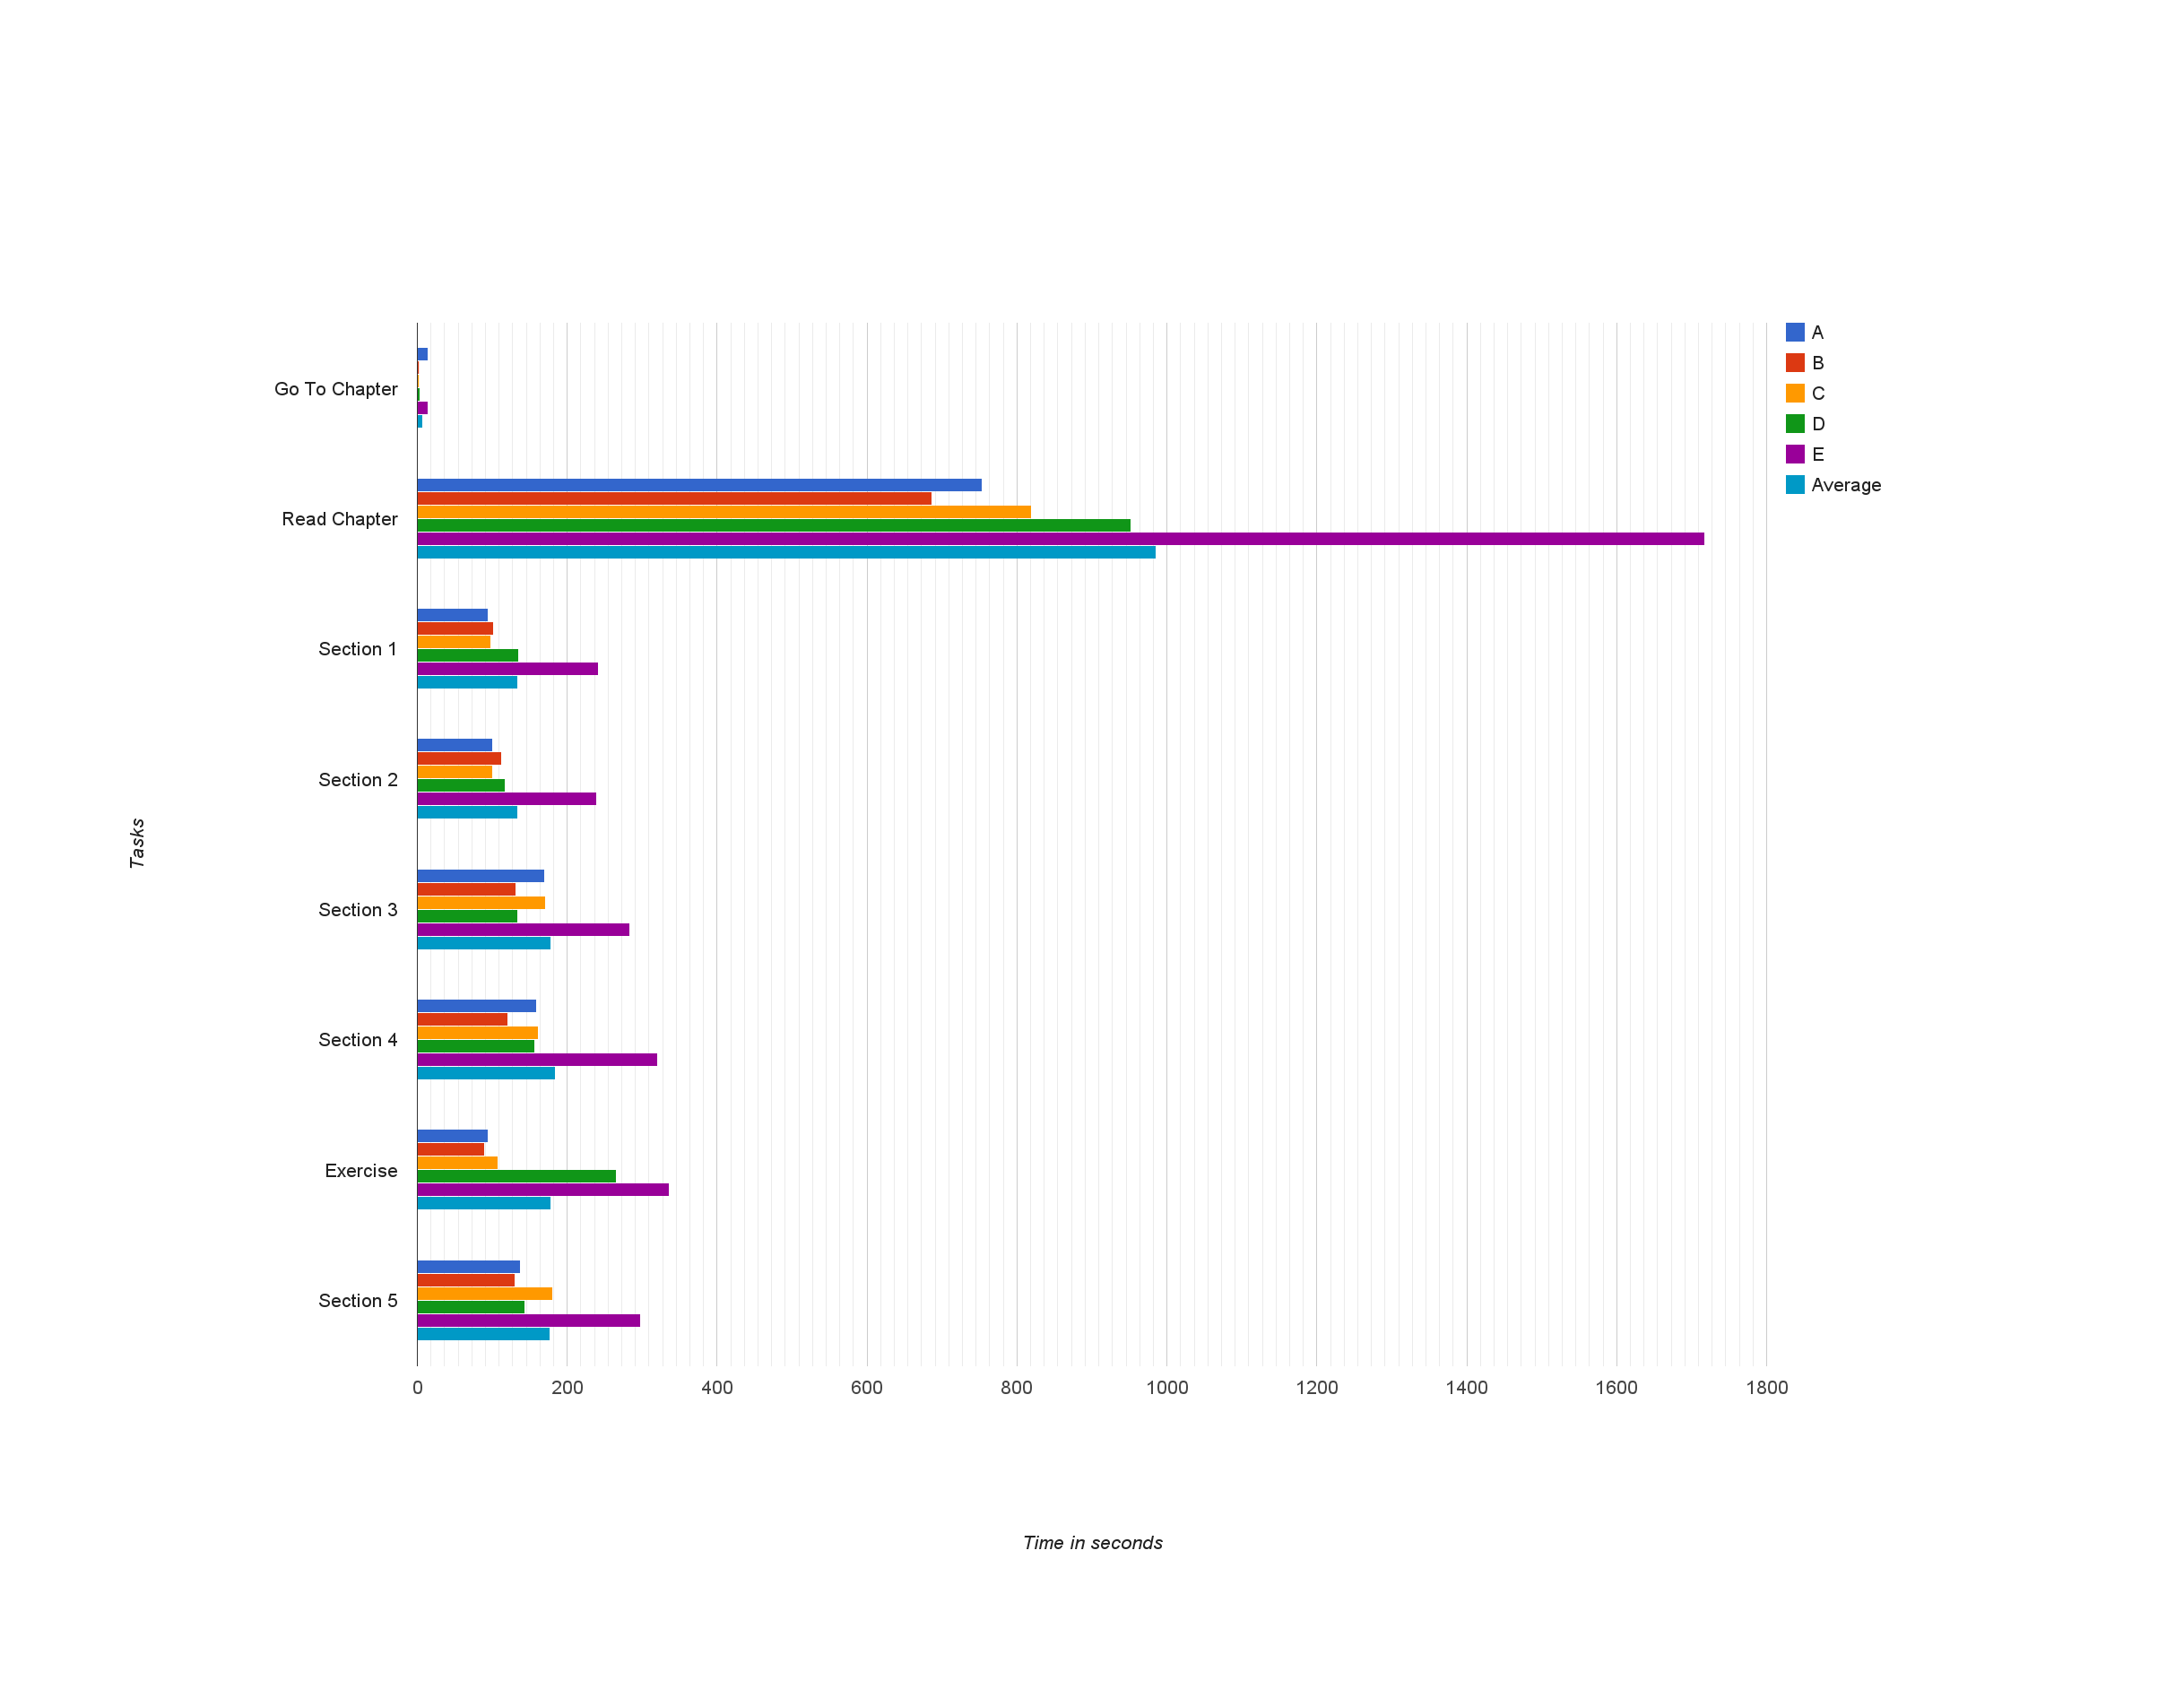 A
B
C
D
E
Average
Go To Chapter
Read Chapter
Section 1
Section 2
Section 3
Section 4
Exercise
Section 5
Tasks
0 200 400 600 800 1000 1200 1400 1600 1800
Time in seconds